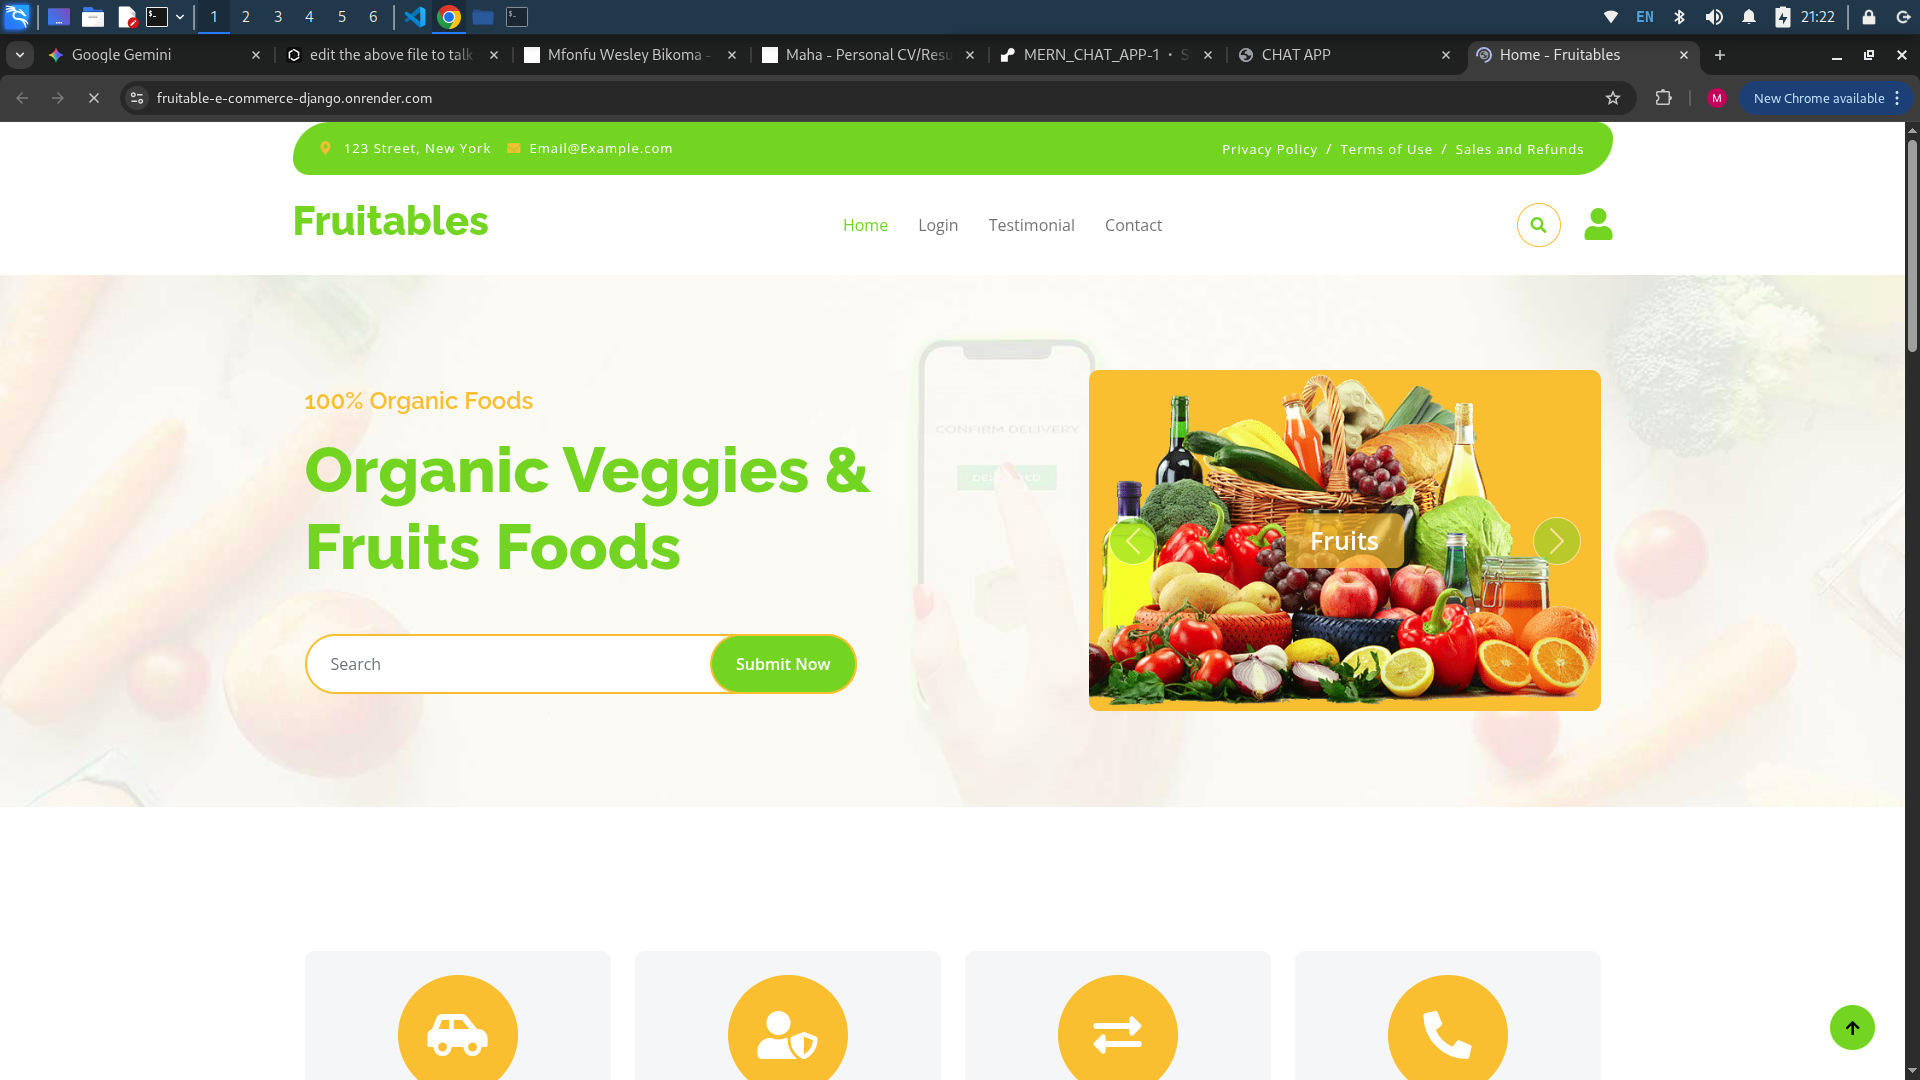 1 2 3 4 5 6 EN 21:22
Google Gemini
edit the above file to talk
Mfonfu Wesley Bikoma -
Maha - Personal CV/Resu
MERN_CHAT_APP-1 • S
CHAT APP
Home - Fruitables
fruitable-e-commerce-django.onrender.com
M
New Chrome available
123 Street, New York Email@Example.com
Privacy Policy / Terms of Use / Sales and Refunds
Fruitables
Home Login Testimonial Contact
100% Organic Foods
Organic Veggies &
Fruits Foods
Search
Submit Now
CONFIRM DELIVERY
Fruits